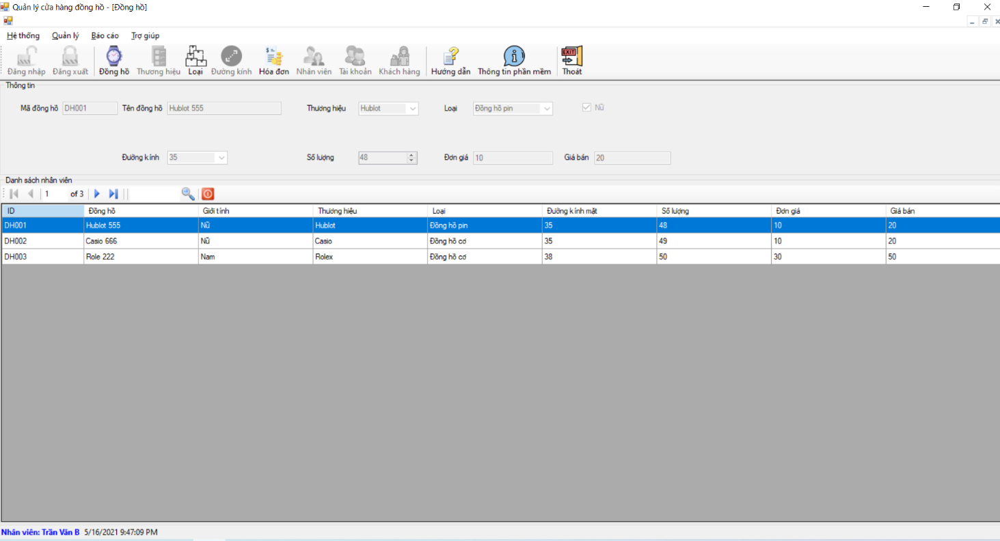 Quản lý cửa hàng đồng hồ - [Đồng hồ]
Hệ thống Quản lý Báo cáo Trợ giúp
Đăng nhập Đăng xuất Đồng hồ Thương hiệu Loại Đường kính Hóa đơn Nhân viên Tài khoản Khách hàng Hướng dẫn Thông tin phần mềm EXIT Thoát
Thông tin
Mã đồng hồ DH001 Tên đồng hồ Hublot 555 Thương hiệu Hublot Loại Đồng hồ pin Nữ
Đường kính 35 Số lượng 48 Đơn giá 10 Giá bán 20
Danh sách nhân viên
1 of 3
ID Đồng hồ Giới tính Thương hiệu Loại Đường kính mặt Số lượng Đơn giá Giá bán
DH001 Hublot 555 Nữ Hublot Đồng hồ pin 35 48 10 20
DH002 Casio 666 Nữ Casio Đồng hồ cơ 35 49 10 20
DH003 Role 222 Nam Rolex Đồng hồ cơ 38 50 30 50
Nhân viên: Trần Văn B 5/16/2021 9:47:09 PM